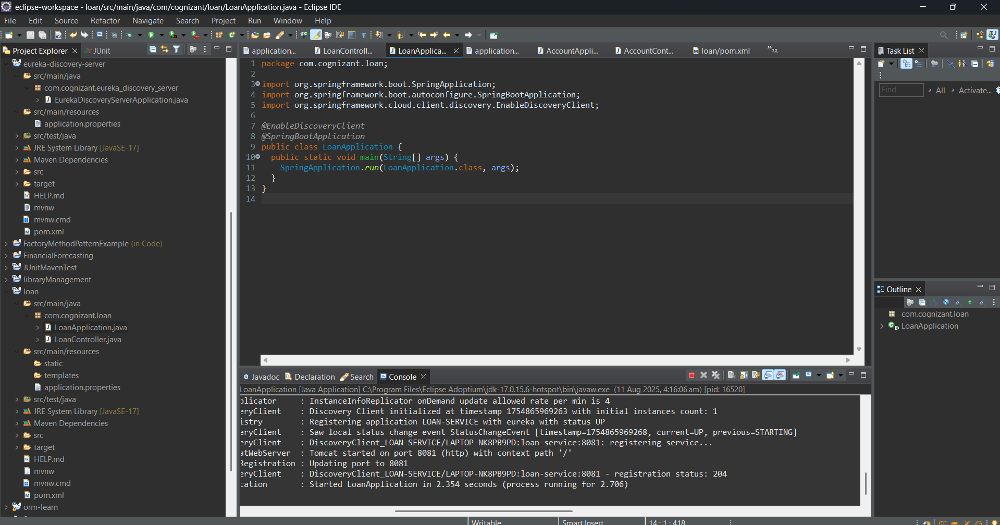 eclipse-workspace - loan/src/main/java/com/cognizant/loan/LoanApplication.java - Eclipse IDE
File Edit Source Refactor Navigate Search Project Run Window Help
Project Explorer JUnit
eureka-discovery-server
src/main/java
com.cognizant.eureka_discovery_server
EurekaDiscoveryServerApplication.java
src/main/resources
application.properties
src/test/java
JRE System Library [JavaSE-17]
Maven Dependencies
src
target
HELP.md
mvnw
mvnw.cmd
pom.xml
FactoryMethodPatternExample (in Code)
FinancialForecasting
JUnitMavenTest
libraryManagement
loan
src/main/java
com.cognizant.loan
LoanApplication.java
LoanController.java
src/main/resources
static
templates
application.properties
src/test/java
JRE System Library [JavaSE-17]
Maven Dependencies
src
target
HELP.md
mvnw
mvnw.cmd
pom.xml
orm-learn
application... LoanControll... LoanApplica... application... AccountAppli... AccountCont... loan/pom.xml »28
1 package com.cognizant.loan;
2
3 import org.springframework.boot.SpringApplication;
4 import org.springframework.boot.autoconfigure.SpringBootApplication;
5 import org.springframework.cloud.client.discovery.EnableDiscoveryClient;
6
7 @EnableDiscoveryClient
8 @SpringBootApplication
9 public class LoanApplication {
10 public static void main(String[] args) {
11 SpringApplication.run(LoanApplication.class, args);
12 }
13 }
14
@ Javadoc Declaration Search Console
LoanApplication [Java Application] C:\Program Files\Eclipse Adoptium\jdk-17.0.15.6-hotspot\bin\javaw.exe (11 Aug 2025, 4:16:06 am) [pid: 16520]
plicator : InstanceInfoReplicator onDemand update allowed rate per min is 4
eryClient : Discovery Client initialized at timestamp 1754865969263 with initial instances count: 1
istry : Registering application LOAN-SERVICE with eureka with status UP
eryClient : Saw local status change event StatusChangeEvent [timestamp=1754865969268, current=UP, previous=STARTING]
eryClient : DiscoveryClient_LOAN-SERVICE/LAPTOP-NK8PB9PD:loan-service:8081: registering service...
atWebServer : Tomcat started on port 8081 (http) with context path '/'
Registration : Updating port to 8081
eryClient : DiscoveryClient_LOAN-SERVICE/LAPTOP-NK8PB9PD:loan-service:8081 - registration status: 204
cation : Started LoanApplication in 2.354 seconds (process running for 2.706)
Task List
Find All Activate...
Outline
com.cognizant.loan
LoanApplication
Writable Smart Insert 14 : 1 : 418